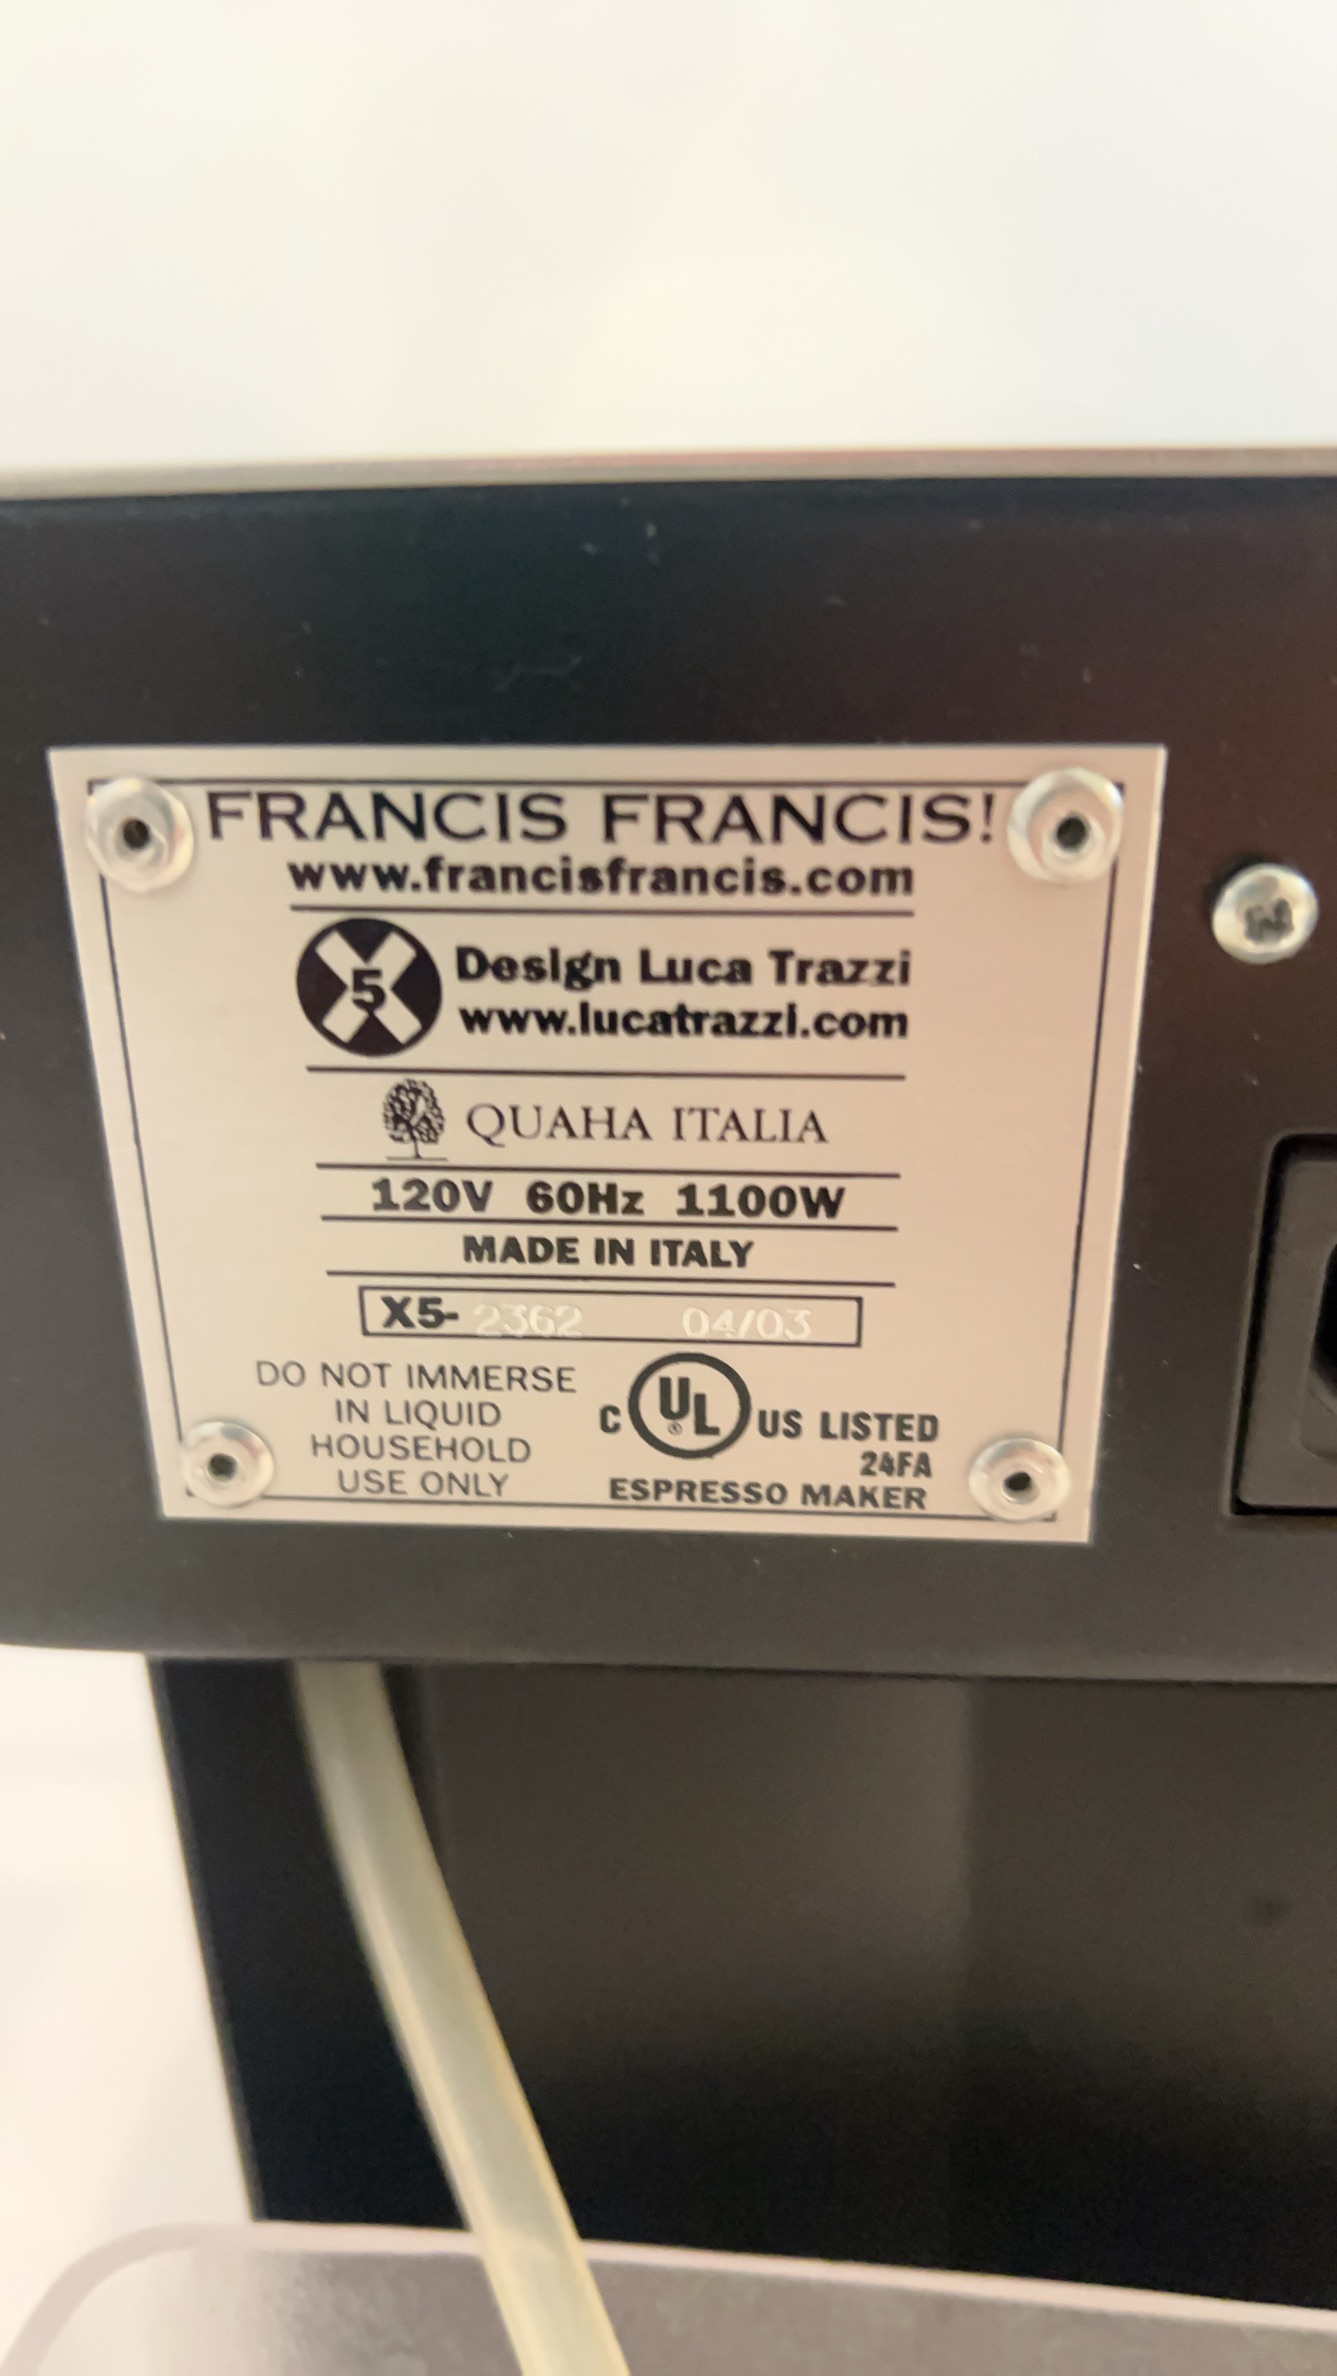 FRANCIS FRANCIS!
www.francisfrancis.com
X5 Design Luca Trazzi
www.lucatrazzi.com
QUAHA ITALIA
120V 60Hz 1100W
MADE IN ITALY
X5- 2362 04/03
DO NOT IMMERSE
IN LIQUID
HOUSEHOLD
USE ONLY
C UL® US LISTED
24FA
ESPRESSO MAKER